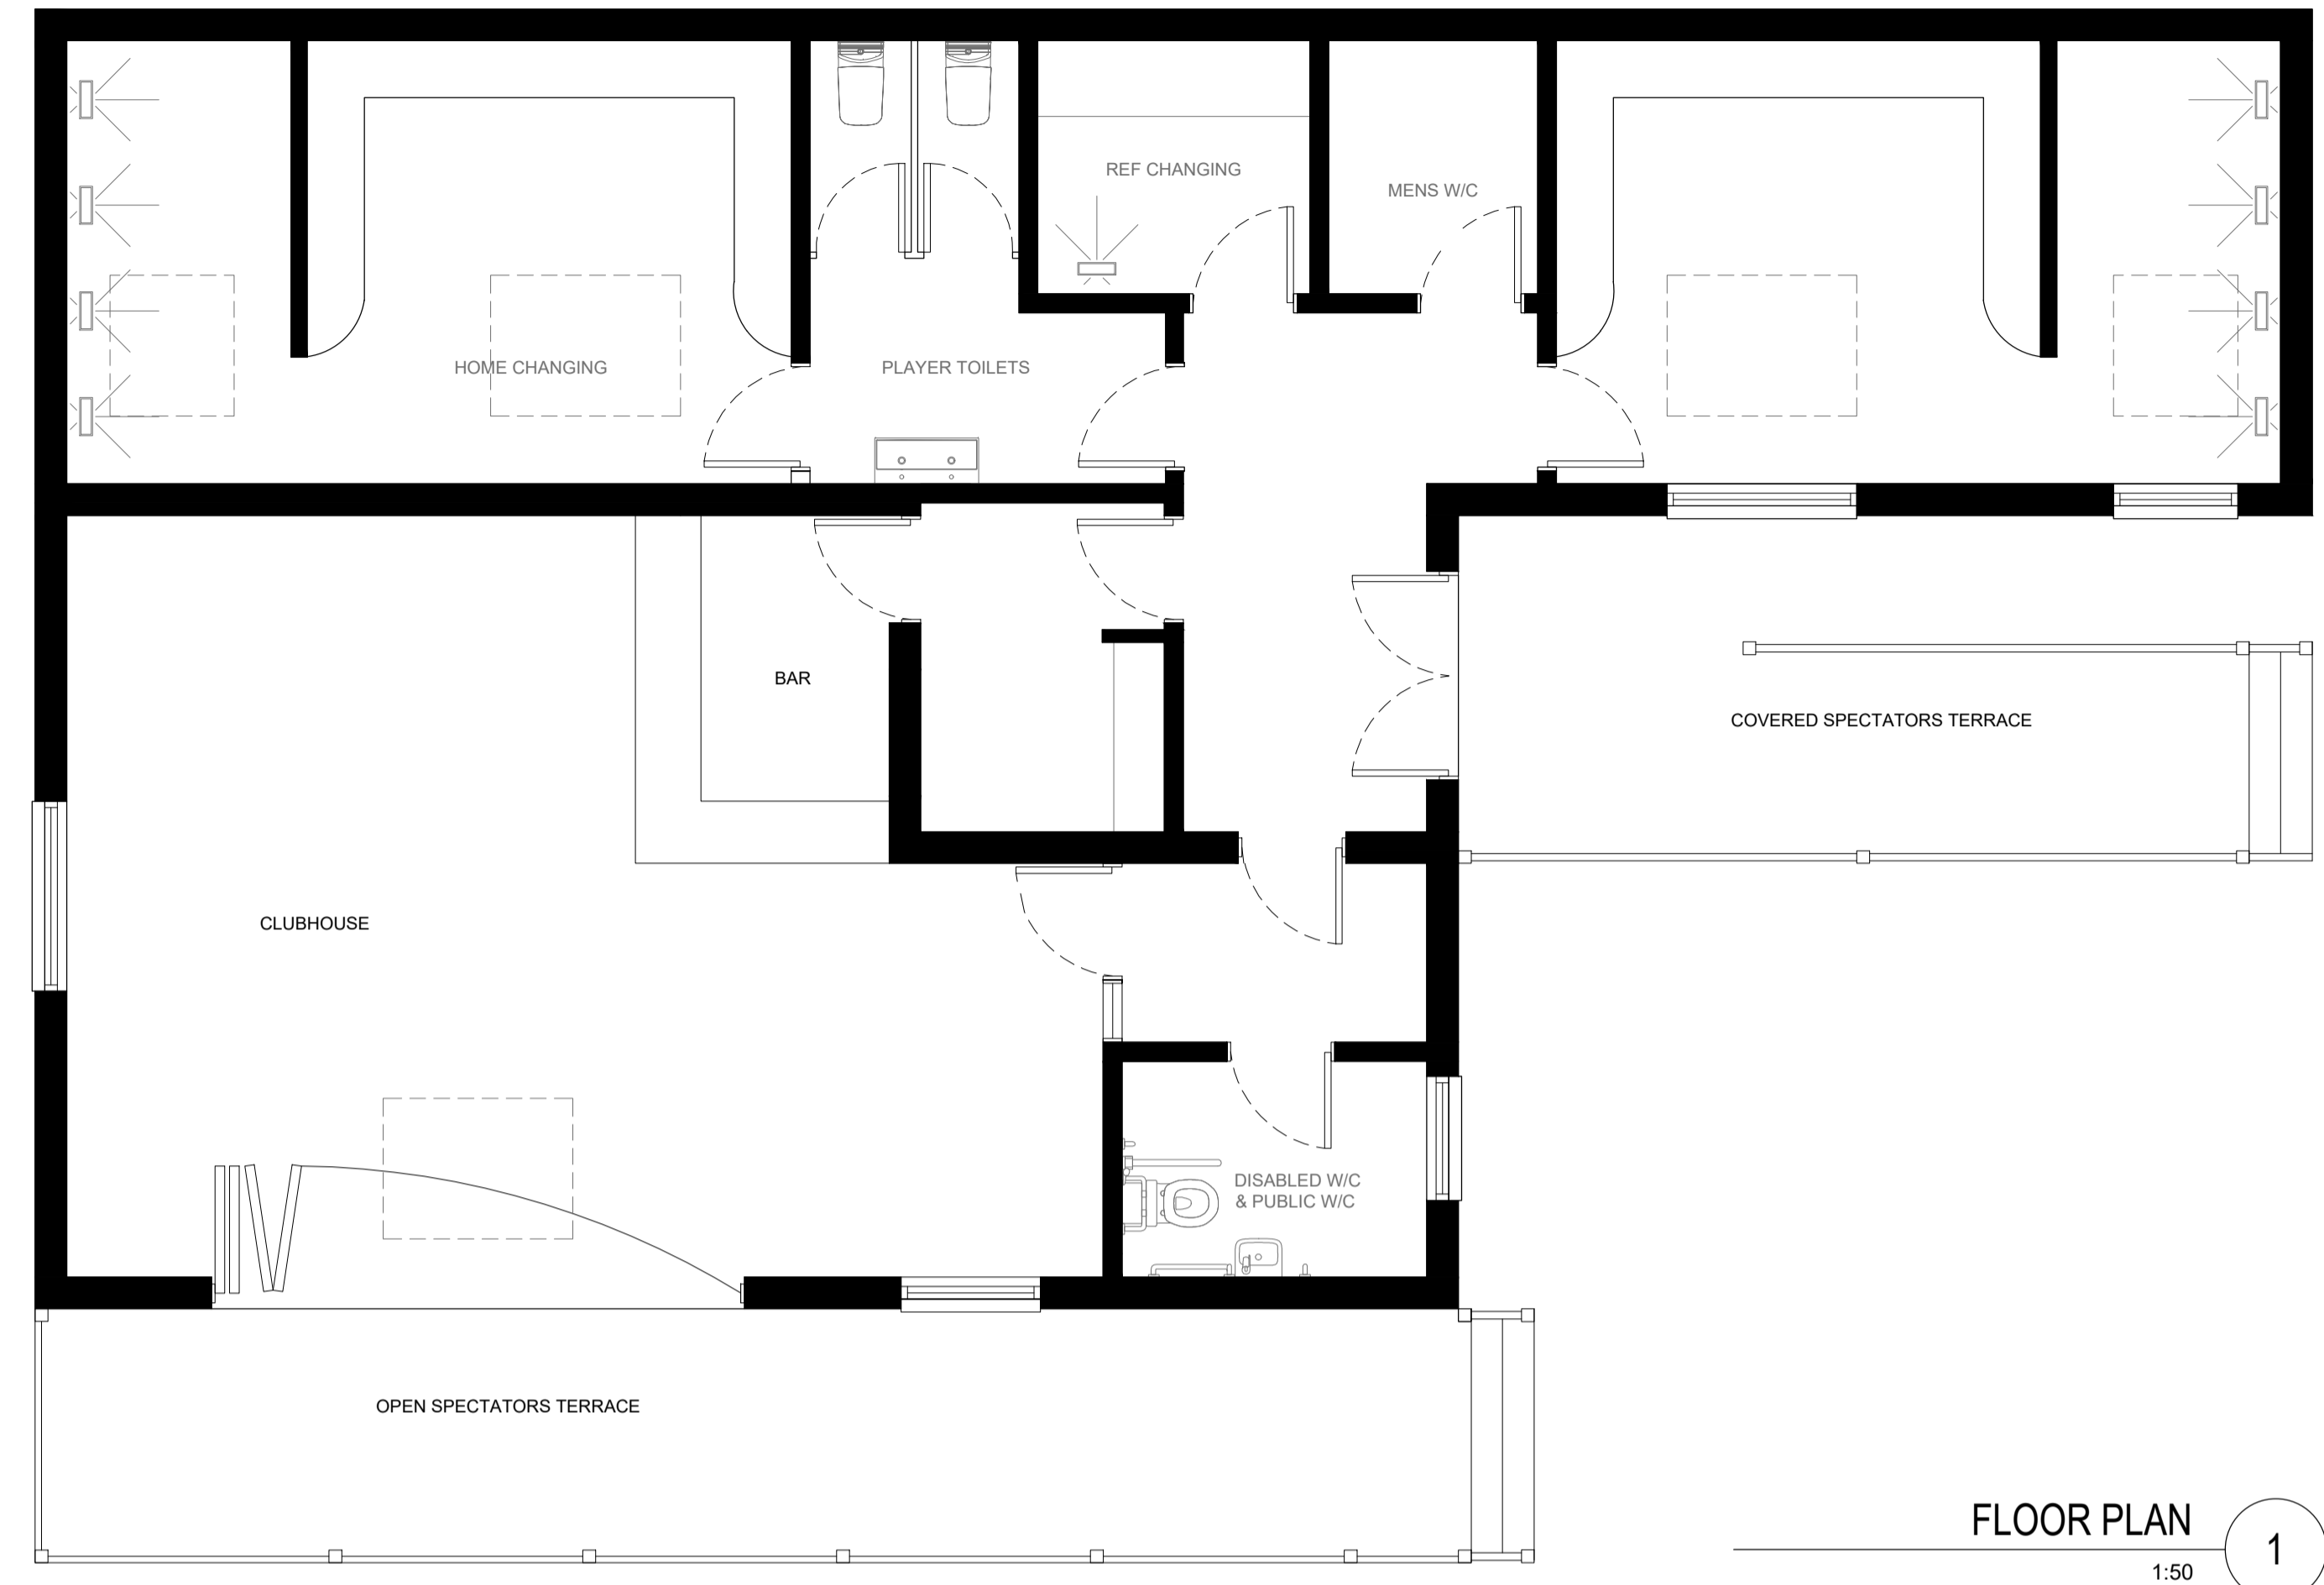 REF CHANGING
MENS W/C
HOME CHANGING
PLAYER TOILETS
BAR
COVERED SPECTATORS TERRACE
CLUBHOUSE
DISABLED W/C
& PUBLIC W/C
OPEN SPECTATORS TERRACE
FLOOR PLAN
1
1:50